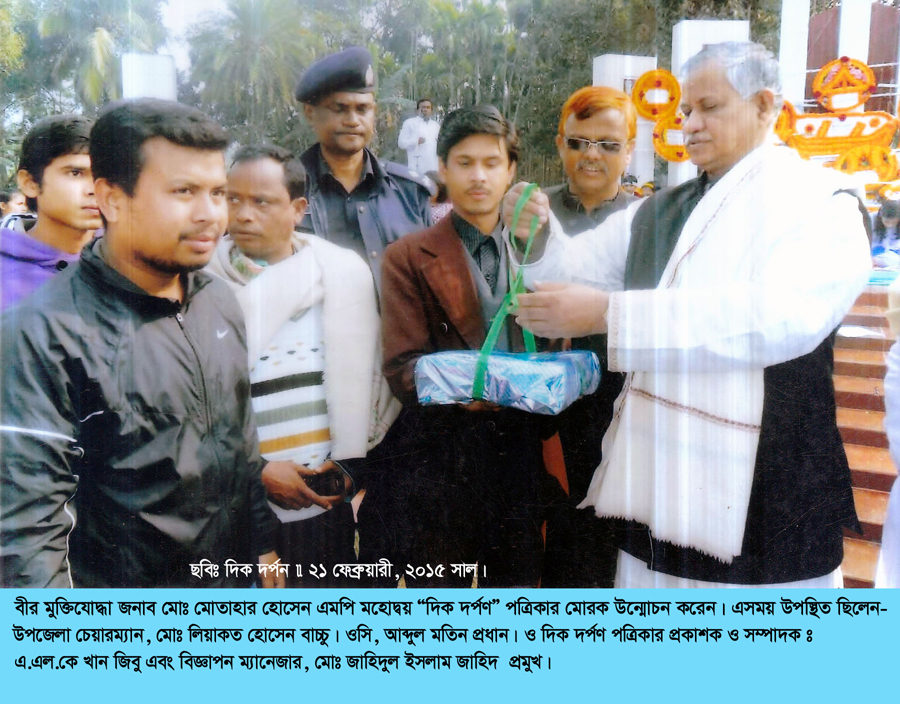 ছবিঃ দিক দর্পন ॥ ২১ ফেব্রুয়ারী, ২০১৫ সাল।
বীর মুক্তিযোদ্ধা জনাব মোঃ মোতাহার হোসেন এমপি মহোদ্বয় “দিক দর্পণ” পত্রিকার মোরক উন্মোচন করেন। এসময় উপস্থিত ছিলেন-
উপজেলা চেয়ারম্যান, মোঃ লিয়াকত হোসেন বাচ্চু। ওসি, আব্দুল মতিন প্রধান। ও দিক দর্পণ পত্রিকার প্রকাশক ও সম্পাদক ঃ
এ.এল.কে খান জিবু এবং বিজ্ঞাপন ম্যানেজার, মোঃ জাহিদুল ইসলাম জাহিদ প্রমুখ।